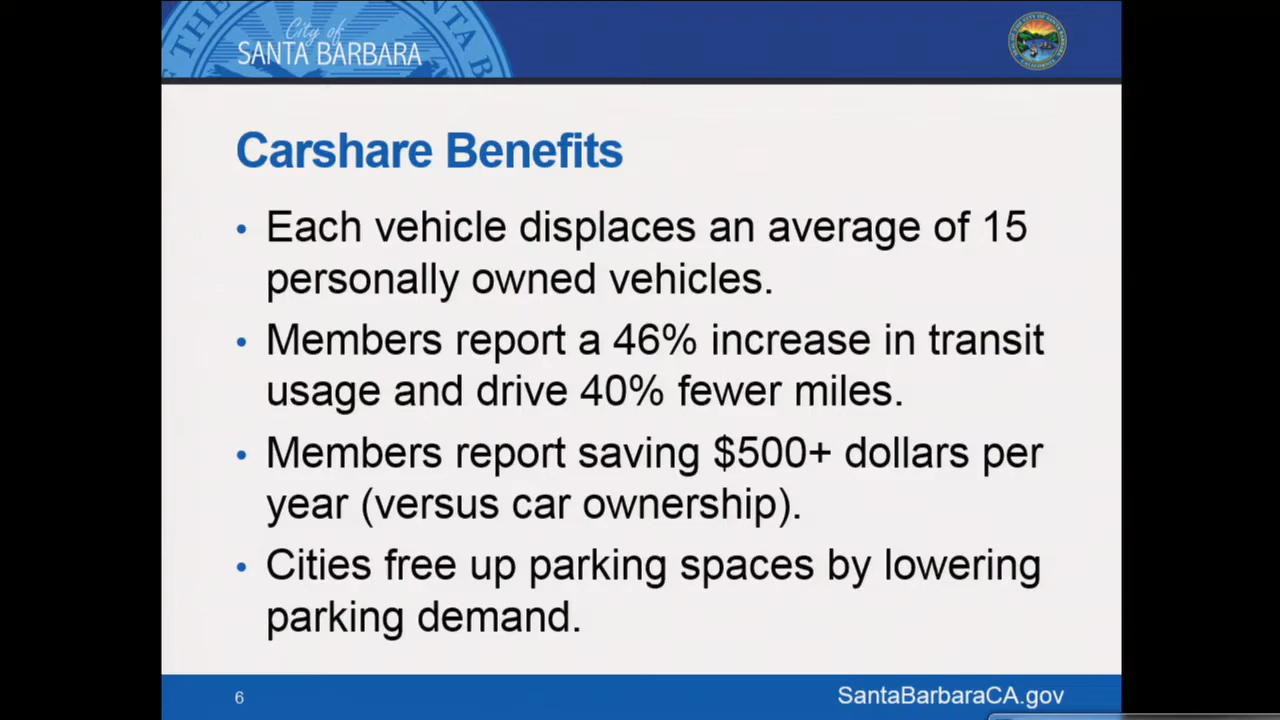 City of
SANTA BARBARA
Carshare Benefits
• Each vehicle displaces an average of 15
personally owned vehicles.
• Members report a 46% increase in transit
usage and drive 40% fewer miles.
• Members report saving $500+ dollars per
year (versus car ownership).
• Cities free up parking spaces by lowering
parking demand.
6
SantaBarbaraCA.gov